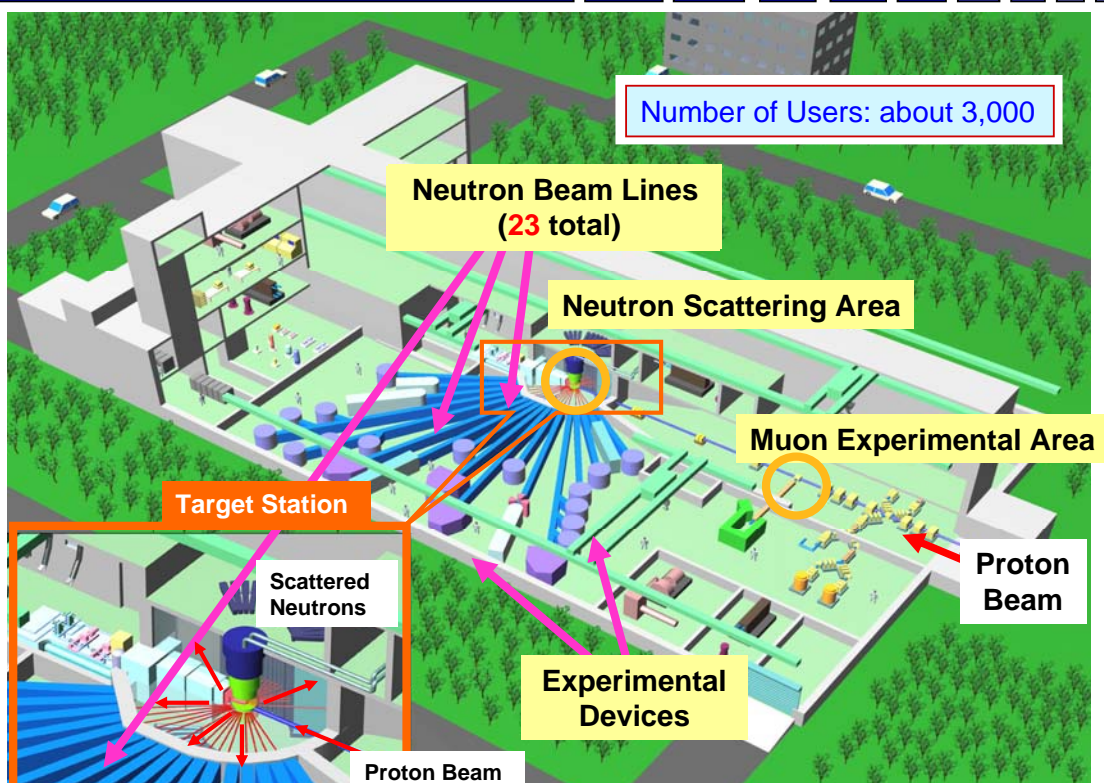 Number of Users: about 3,000
Neutron Beam Lines
(23 total)
Neutron Scattering Area
Muon Experimental Area
Target Station
Scattered
Neutrons
Proton
Beam
Experimental
Devices
Proton Beam